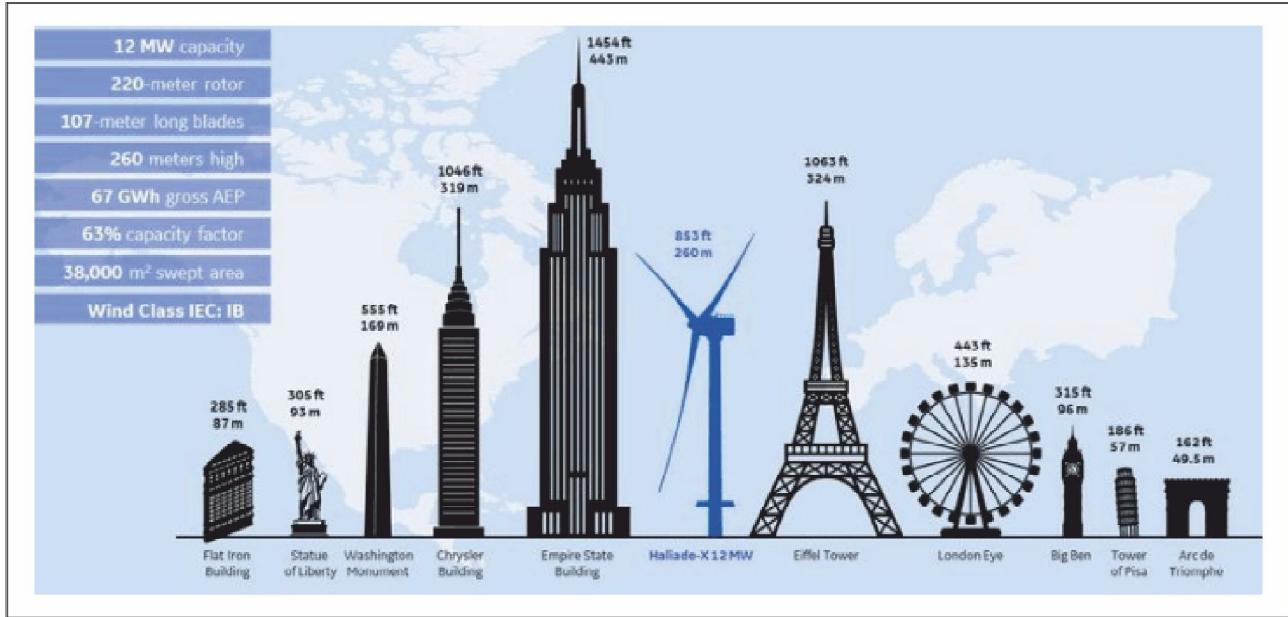 12 MW capacity
220-meter rotor
107-meter long blades
260 meters high
67 GWh gross AEP
63% capacity factor
38,000 m² swept area
Wind Class IEC: IB
285 ft
87 m
305 ft
93 m
555 ft
169 m
1046 ft
319 m
1454 ft
443 m
853 ft
260 m
1063 ft
324 m
443 ft
135 m
315 ft
96 m
186 ft
57 m
162 ft
49.5 m
Flat Iron
Building
Statue
of Liberty
Washington
Monument
Chrysler
Building
Empire State
Building
Haliade-X 12 MW
Eiffel Tower
London Eye
Big Ben
Tower
of Pisa
Arc de
Triomphe